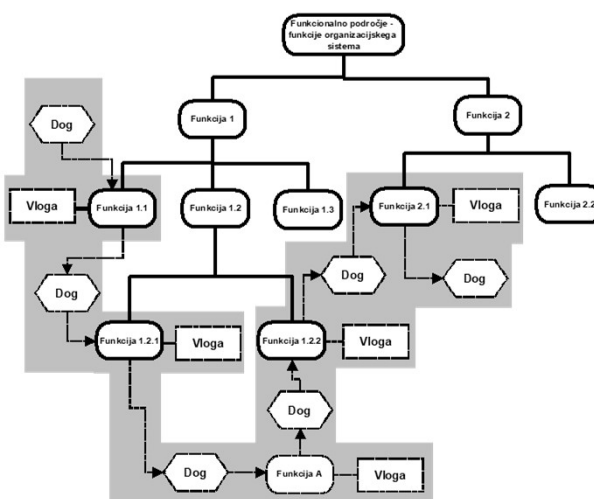 Funkcionalno področje -
funkcije organizacijskega
sistema
Funkcija 1
Funkcija 2
Dog
Vloga
Funkcija 1.1
Funkcija 1.2
Funkcija 1.3
Funkcija 2.1
Vloga
Funkcija 2.2
Dog
Dog
Dog
Funkcija 1.2.1
Vloga
Funkcija 1.2.2
Vloga
Dog
Dog
Funkcija A
Vloga